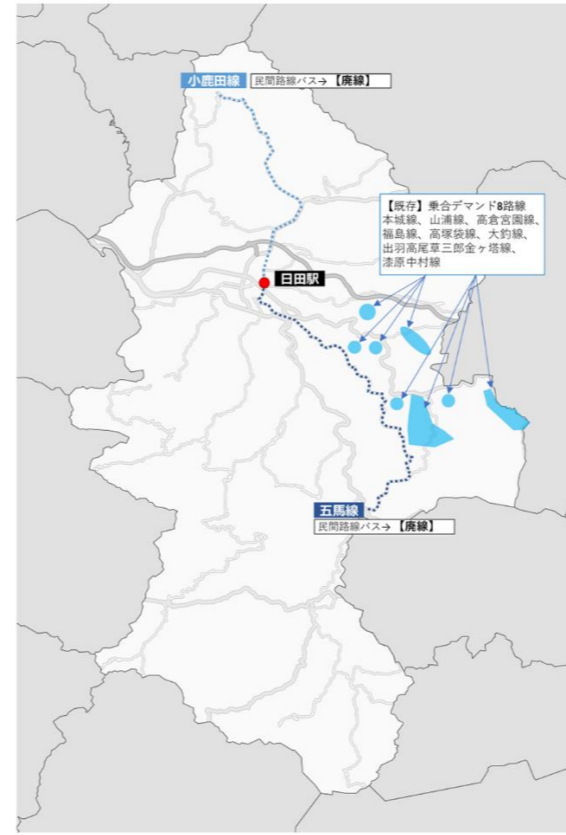 小鹿田線 民間路線バス→【廃線】
【既存】乗合デマンド8路線
本城線、山浦線、高倉宮園線、
福島線、高塚袋線、大釣線、
出羽高尾草三郎金ヶ塔線、
漆原中村線
日田駅
五馬線
民間路線バス→【廃線】